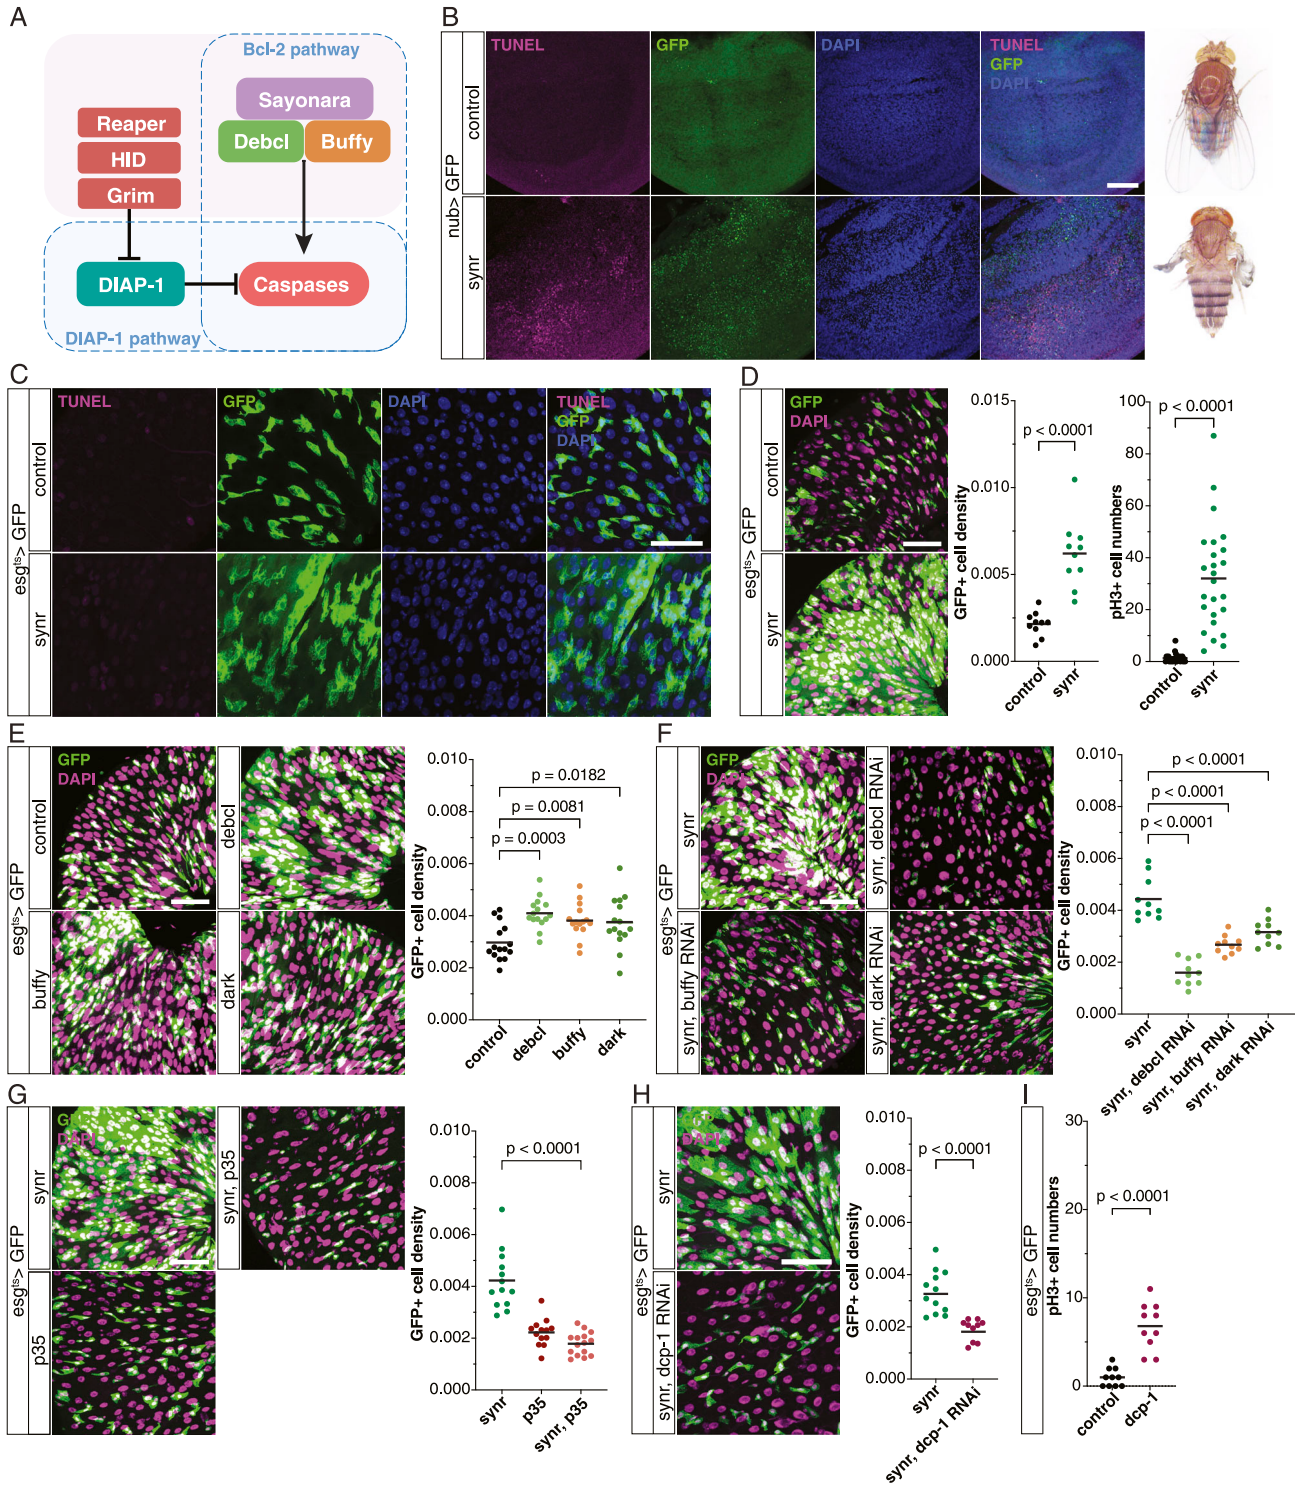 A
Bcl-2 pathway
Sayonara
Debcl
Buffy
Reaper
HID
Grim
DIAP-1
Caspases
DIAP-1 pathway
B
nub> GFP
control
synr
TUNEL
GFP
DAPI
TUNEL
GFP
DAPI
C
esgts> GFP
control
synr
TUNEL
GFP
DAPI
TUNEL
GFP
DAPI
D
esgts> GFP
control
synr
GFP
DAPI
GFP+ cell density
0.015
0.010
0.005
0.000
p < 0.0001
control
synr
pH3+ cell numbers
100
80
60
40
20
0
p < 0.0001
control
synr
E
esgts> GFP
control
GFP
DAPI
debcl
buffy
dark
GFP+ cell density
0.010
0.008
0.006
0.004
0.002
0.000
p = 0.0182
p = 0.0081
p = 0.0003
control
debcl
buffy
dark
F
esgts> GFP
synr
GFP
DAPI
synr, debcl RNAi
synr, buffy RNAi
synr, dark RNAi
GFP+ cell density
0.010
0.008
0.006
0.004
0.002
0.000
p < 0.0001
p < 0.0001
p < 0.0001
synr
synr, debcl RNAi
synr, buffy RNAi
synr, dark RNAi
G
esgts> GFP
synr
GFP
DAPI
synr, p35
p35
GFP+ cell density
0.010
0.008
0.006
0.004
0.002
0.000
p < 0.0001
synr
p35
synr, p35
H
esgts> GFP
synr
DAPI
synr, dcp-1 RNAi
GFP+ cell density
0.010
0.008
0.006
0.004
0.002
0.000
p < 0.0001
synr
synr, dcp-1 RNAi
I
esgts> GFP
pH3+ cell numbers
30
20
10
0
p < 0.0001
control
dcp-1